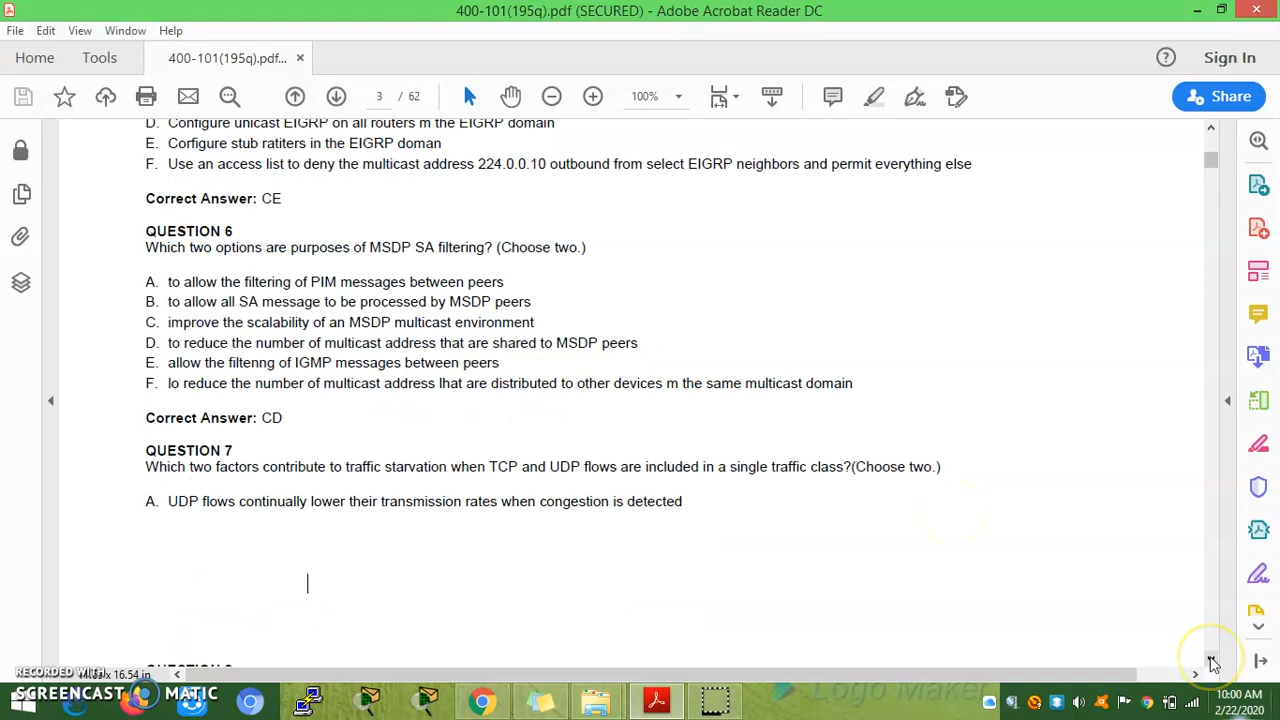 400-101(195q).pdf (SECURED) - Adobe Acrobat Reader DC
File Edit View Window Help
Home Tools 400-101(195q).pdf... × Sign In
3 / 62 100% Share
D. Configure unicast EIGRP on all routers m the EIGRP domain
E. Corfigure stub ratiters in the EIGRP doman
F. Use an access list to deny the multicast address 224.0.0.10 outbound from select EIGRP neighbors and permit everything else
Correct Answer: CE
QUESTION 6
Which two options are purposes of MSDP SA filtering? (Choose two.)
A. to allow the filtering of PIM messages between peers
B. to allow all SA message to be processed by MSDP peers
C. improve the scalability of an MSDP multicast environment
D. to reduce the number of multicast address that are shared to MSDP peers
E. allow the filtenng of IGMP messages between peers
F. lo reduce the number of multicast address lhat are distributed to other devices m the same multicast domain
Correct Answer: CD
QUESTION 7
Which two factors contribute to traffic starvation when TCP and UDP flows are included in a single traffic class?(Choose two.)
A. UDP flows continually lower their transmission rates when congestion is detected
RECORDED WITH
x 16.54 in
SCREENCAST MATIC
Logo Maker
10:00 AM
2/22/2020